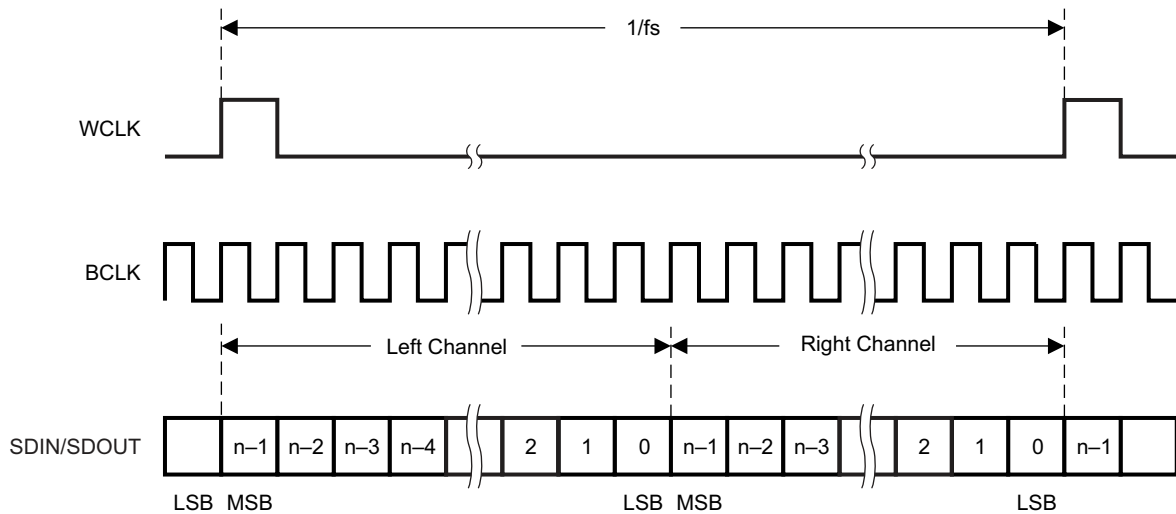 1/fs
WCLK
BCLK
Left Channel
Right Channel
SDIN/SDOUT
n–1 n–2 n–3 n–4 2 1 0 n–1 n–2 n–3 2 1 0 n–1
LSB MSB LSB MSB LSB